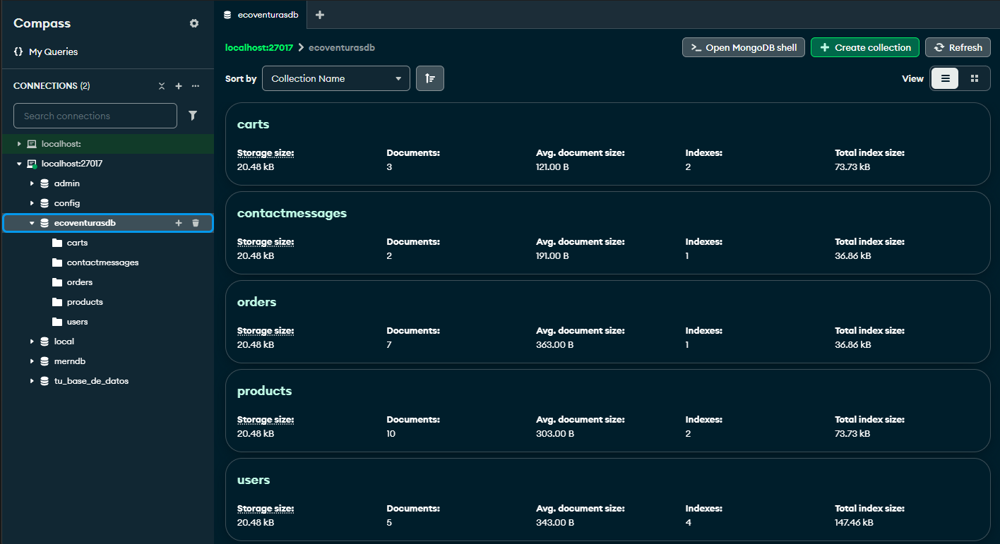 Compass
My Queries
CONNECTIONS (2)
Search connections
localhost:
localhost:27017
admin
config
ecoventurasdb
carts
contactmessages
orders
products
users
local
merndb
tu_base_de_datos
ecoventurasdb
localhost:27017 ecoventurasdb
Open MongoDB shell
Create collection
Refresh
Sort by Collection Name
View
carts
Storage size: Documents: Avg. document size: Indexes: Total index size:
20.48 kB 3 121.00 B 2 73.73 kB
contactmessages
Storage size: Documents: Avg. document size: Indexes: Total index size:
20.48 kB 2 191.00 B 1 36.86 kB
orders
Storage size: Documents: Avg. document size: Indexes: Total index size:
20.48 kB 7 363.00 B 1 36.86 kB
products
Storage size: Documents: Avg. document size: Indexes: Total index size:
20.48 kB 10 303.00 B 2 73.73 kB
users
Storage size: Documents: Avg. document size: Indexes: Total index size:
20.48 kB 5 343.00 B 4 147.46 kB